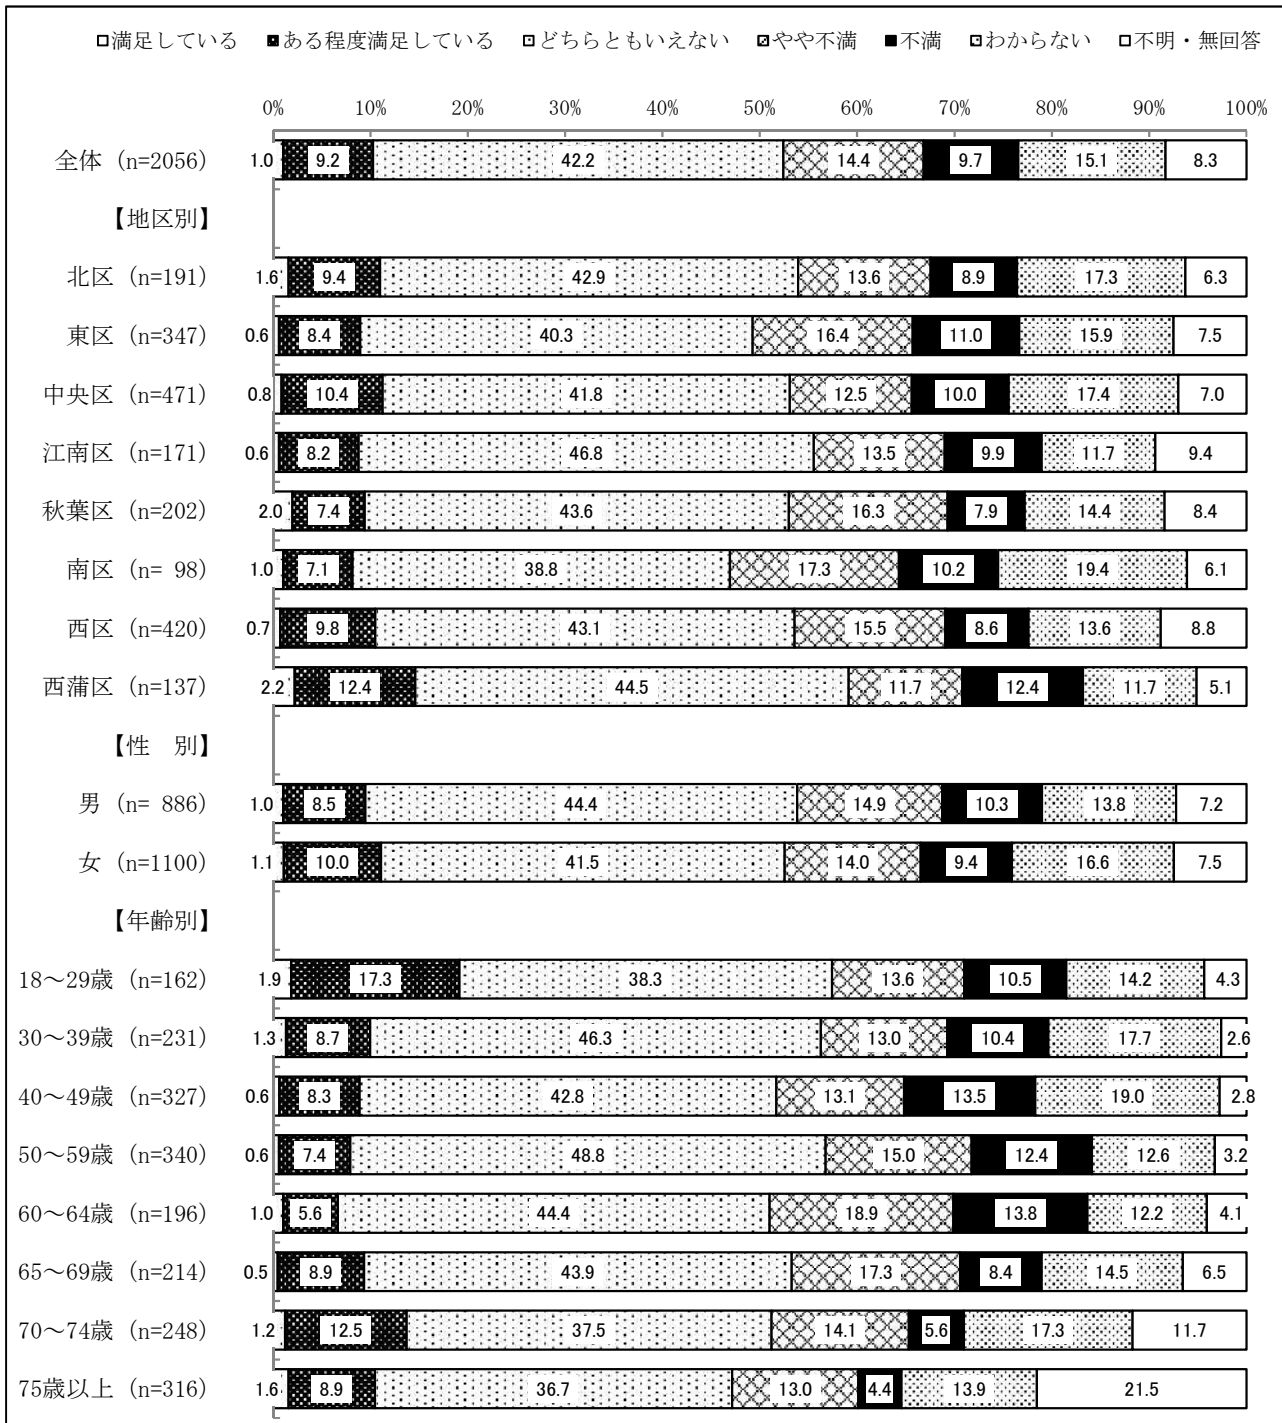 □満足している ■ある程度満足している □どちらともいえない □やや不満 ■不満 □わからない □不明・無回答
0% 10% 20% 30% 40% 50% 60% 70% 80% 90% 100%
全体 (n=2056) 1.0 9.2 42.2 14.4 9.7 15.1 8.3
【地区別】
北区 (n=191) 1.6 9.4 42.9 13.6 8.9 17.3 6.3
東区 (n=347) 0.6 8.4 40.3 16.4 11.0 15.9 7.5
中央区 (n=471) 0.8 10.4 41.8 12.5 10.0 17.4 7.0
江南区 (n=171) 0.6 8.2 46.8 13.5 9.9 11.7 9.4
秋葉区 (n=202) 2.0 7.4 43.6 16.3 7.9 14.4 8.4
南区 (n= 98) 1.0 7.1 38.8 17.3 10.2 19.4 6.1
西区 (n=420) 0.7 9.8 43.1 15.5 8.6 13.6 8.8
西蒲区 (n=137) 2.2 12.4 44.5 11.7 12.4 11.7 5.1
【性　別】
男 (n= 886) 1.0 8.5 44.4 14.9 10.3 13.8 7.2
女 (n=1100) 1.1 10.0 41.5 14.0 9.4 16.6 7.5
【年齢別】
18～29歳 (n=162) 1.9 17.3 38.3 13.6 10.5 14.2 4.3
30～39歳 (n=231) 1.3 8.7 46.3 13.0 10.4 17.7 2.6
40～49歳 (n=327) 0.6 8.3 42.8 13.1 13.5 19.0 2.8
50～59歳 (n=340) 0.6 7.4 48.8 15.0 12.4 12.6 3.2
60～64歳 (n=196) 1.0 5.6 44.4 18.9 13.8 12.2 4.1
65～69歳 (n=214) 0.5 8.9 43.9 17.3 8.4 14.5 6.5
70～74歳 (n=248) 1.2 12.5 37.5 14.1 5.6 17.3 11.7
75歳以上 (n=316) 1.6 8.9 36.7 13.0 4.4 13.9 21.5